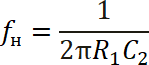 fн = 1 / 2πR₁C₂